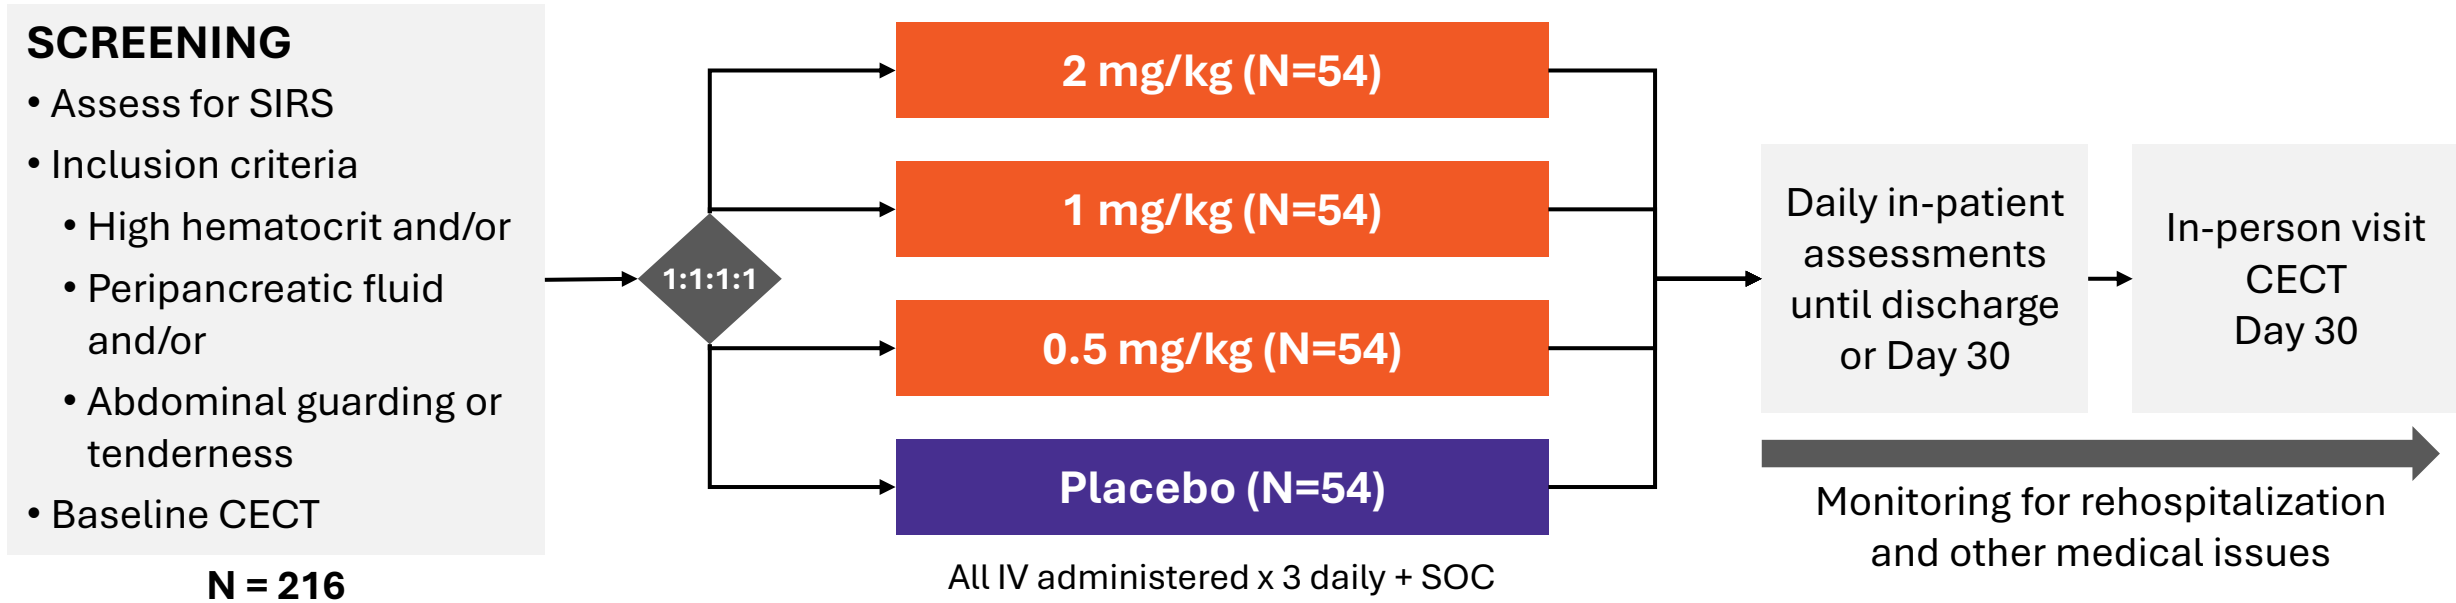 SCREENING
• Assess for SIRS
• Inclusion criteria
• High hematocrit and/or
• Peripancreatic fluid
and/or
• Abdominal guarding or
tenderness
• Baseline CECT
N = 216
1:1:1:1
2 mg/kg (N=54)
1 mg/kg (N=54)
0.5 mg/kg (N=54)
Placebo (N=54)
All IV administered x 3 daily + SOC
Daily in-patient
assessments
until discharge
or Day 30
In-person visit
CECT
Day 30
Monitoring for rehospitalization
and other medical issues